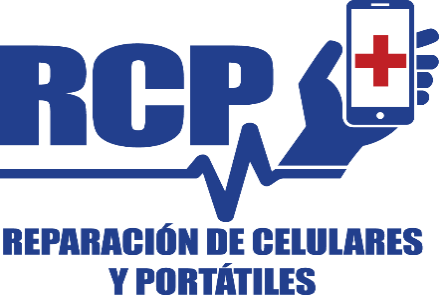 RCP
REPARACIÓN DE CELULARES
Y PORTÁTILES